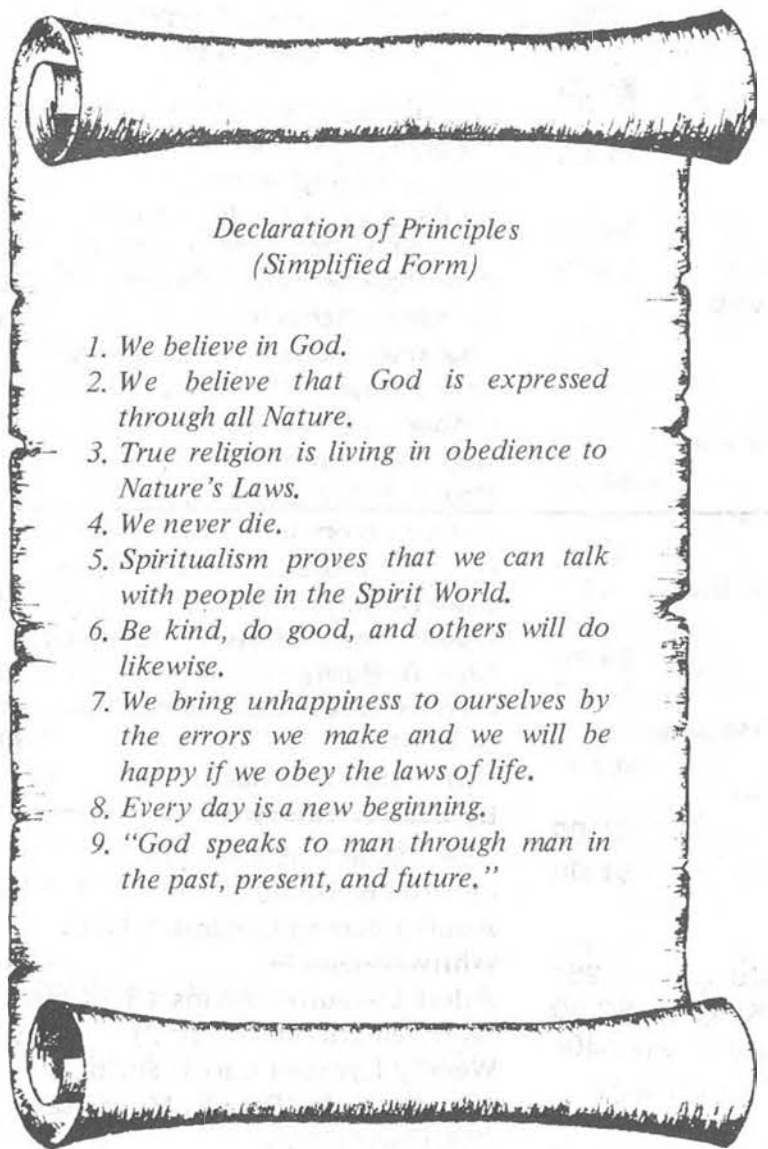 Declaration of Principles
(Simplified Form)
1. We believe in God.
2. We believe that God is expressed
through all Nature.
3. True religion is living in obedience to
Nature's Laws.
4. We never die.
5. Spiritualism proves that we can talk
with people in the Spirit World.
6. Be kind, do good, and others will do
likewise.
7. We bring unhappiness to ourselves by
the errors we make and we will be
happy if we obey the laws of life.
8. Every day is a new beginning.
9. “God speaks to man through man in
the past, present, and future.”